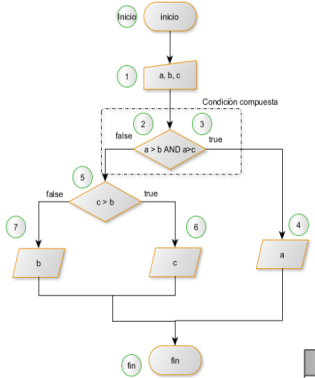 Inicio
inicio
1
a, b, c
Condición compuesta
2
3
false
true
a > b AND a>c
5
false
true
c > b
7
6
4
b
c
a
fin
fin